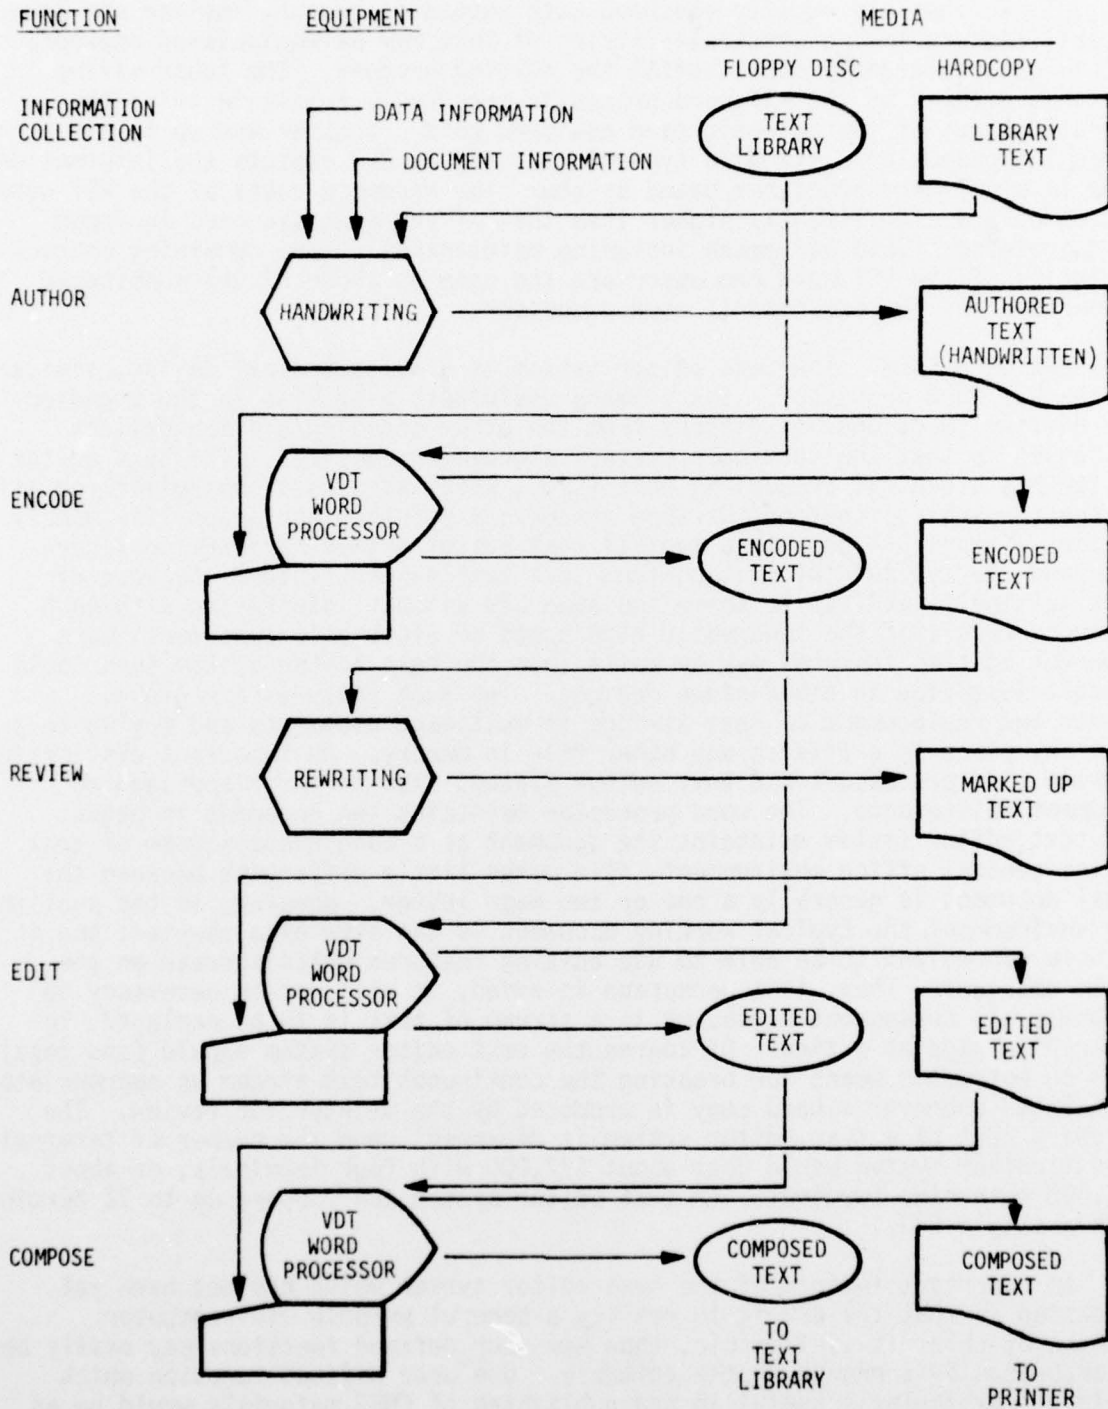 FUNCTION EQUIPMENT MEDIA
FLOPPY DISC HARDCOPY
INFORMATION
COLLECTION
DATA INFORMATION
DOCUMENT INFORMATION
TEXT
LIBRARY
LIBRARY
TEXT
AUTHOR
HANDWRITING
AUTHORED
TEXT
(HANDWRITTEN)
ENCODE
VDT
WORD
PROCESSOR
ENCODED
TEXT
ENCODED
TEXT
REVIEW
REWRITING
MARKED UP
TEXT
EDIT
VDT
WORD
PROCESSOR
EDITED
TEXT
EDITED
TEXT
COMPOSE
VDT
WORD
PROCESSOR
COMPOSED
TEXT
COMPOSED
TEXT
TO
TEXT
LIBRARY
TO
PRINTER